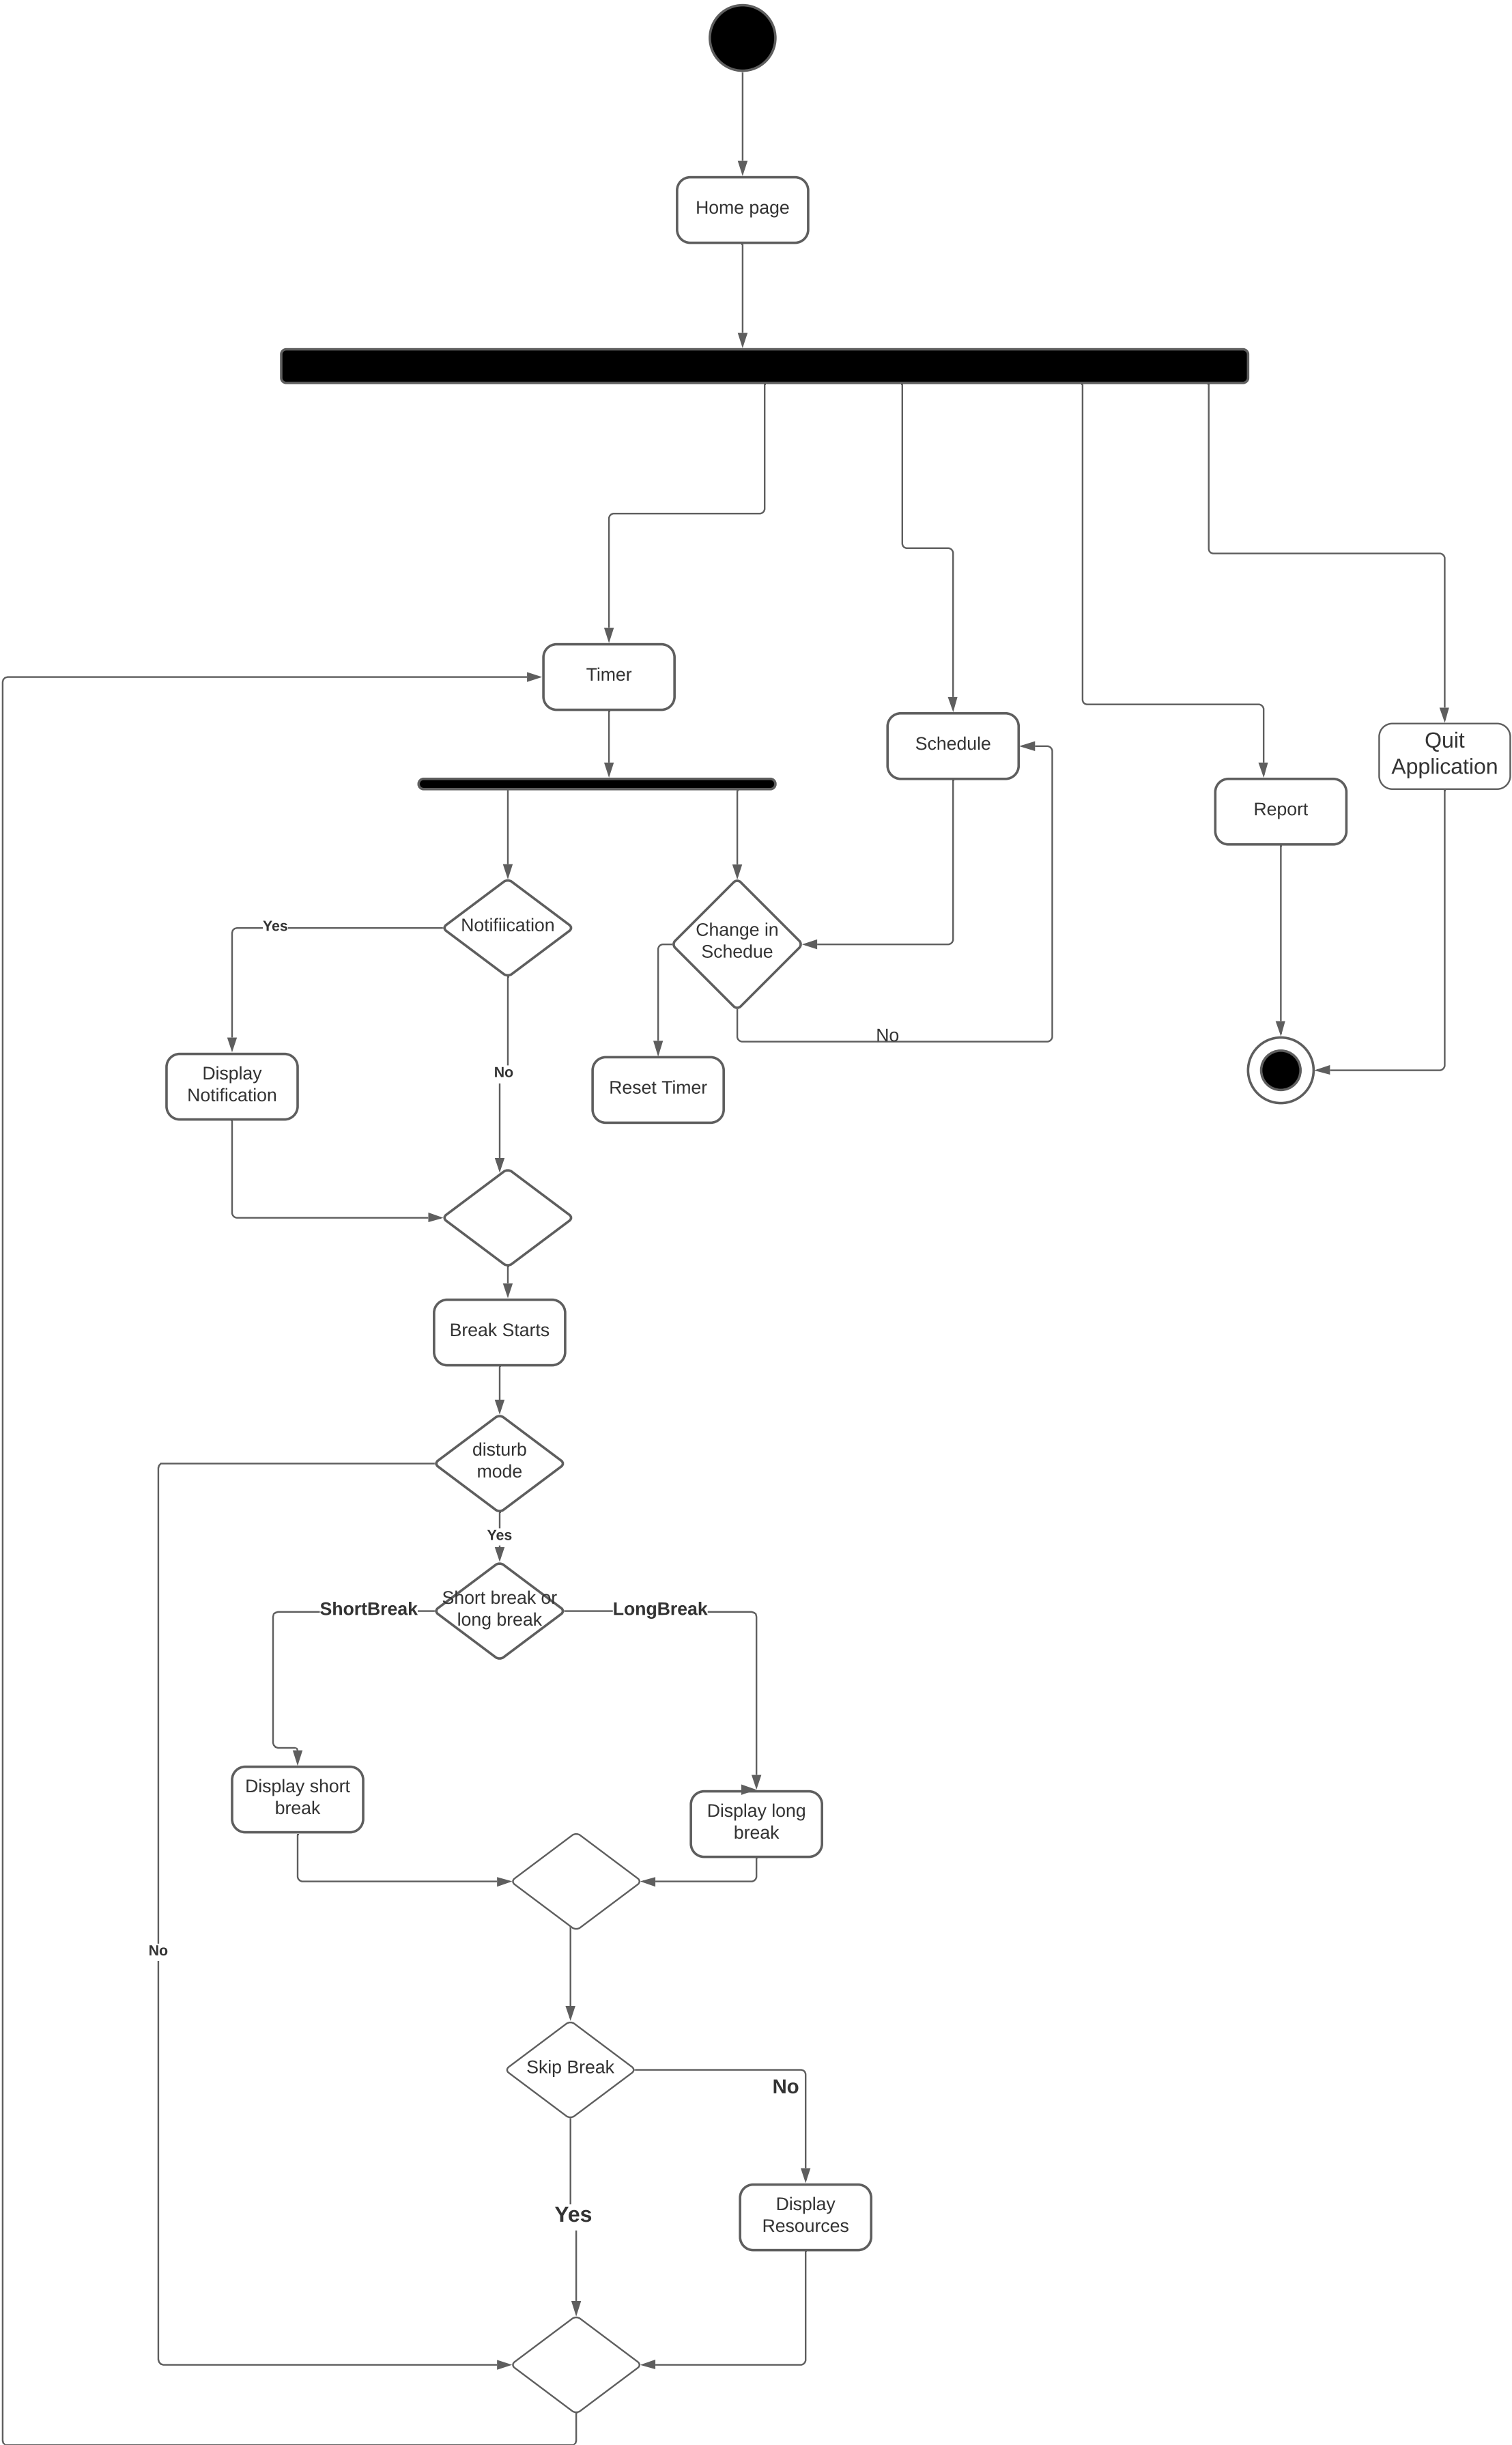 Home page
Timer
Schedule
Quit
Application
Report
Notifiication
Yes
Change in
Schedue
No
Display
Notification
No
Reset Timer
Break Starts
disturb
mode
Yes
Short break or
long break
ShortBreak
LongBreak
Display short
break
Display long
break
No
Skip Break
No
Yes
Display
Resources